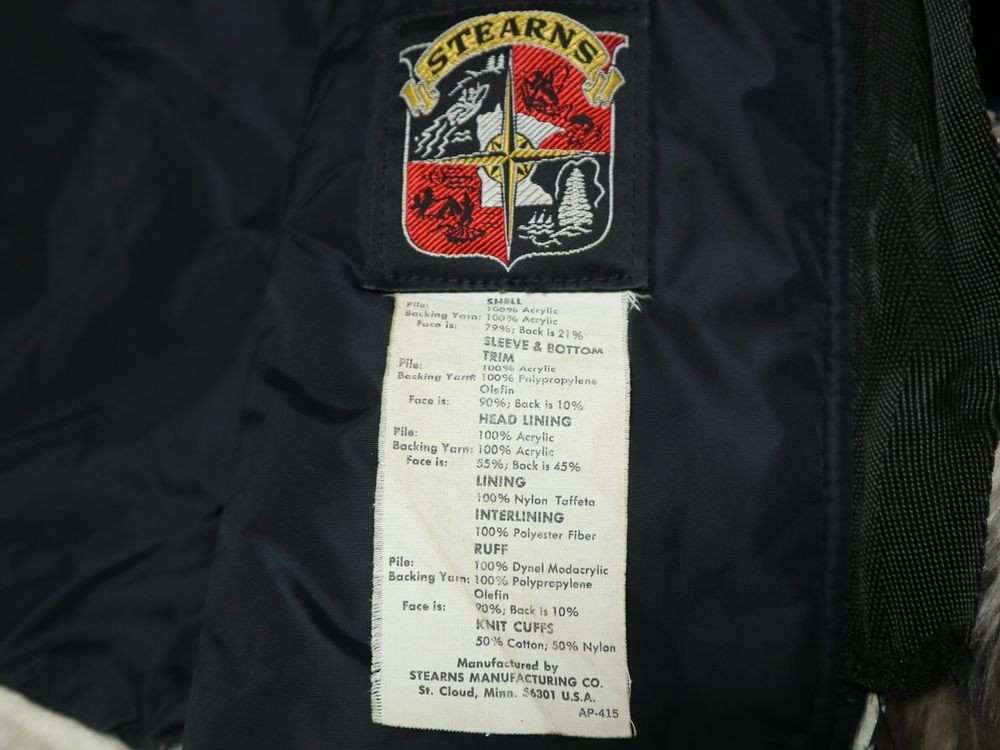 STEARNS
SHELL
Pile: 100% Acrylic
Backing Yarn: 100% Acrylic
Face is: 79%; Back is 21%
SLEEVE & BOTTOM
TRIM
Pile: 100% Acrylic
Backing Yarn: 100% Polypropylene
Olefin
Face is: 90%; Back is 10%
HEAD LINING
Pile: 100% Acrylic
Backing Yarn: 100% Acrylic
Face is: 55%; Back is 45%
LINING
100% Nylon Taffeta
INTERLINING
100% Polyester Fiber
RUFF
Pile: 100% Dynel Modacrylic
Backing Yarn: 100% Polypropylene
Olefin
Face is: 90%; Back is 10%
KNIT CUFFS
50% Cotton; 50% Nylon
Manufactured by
STEARNS MANUFACTURING CO.
St. Cloud, Minn. 56301 U.S.A.
AP-415